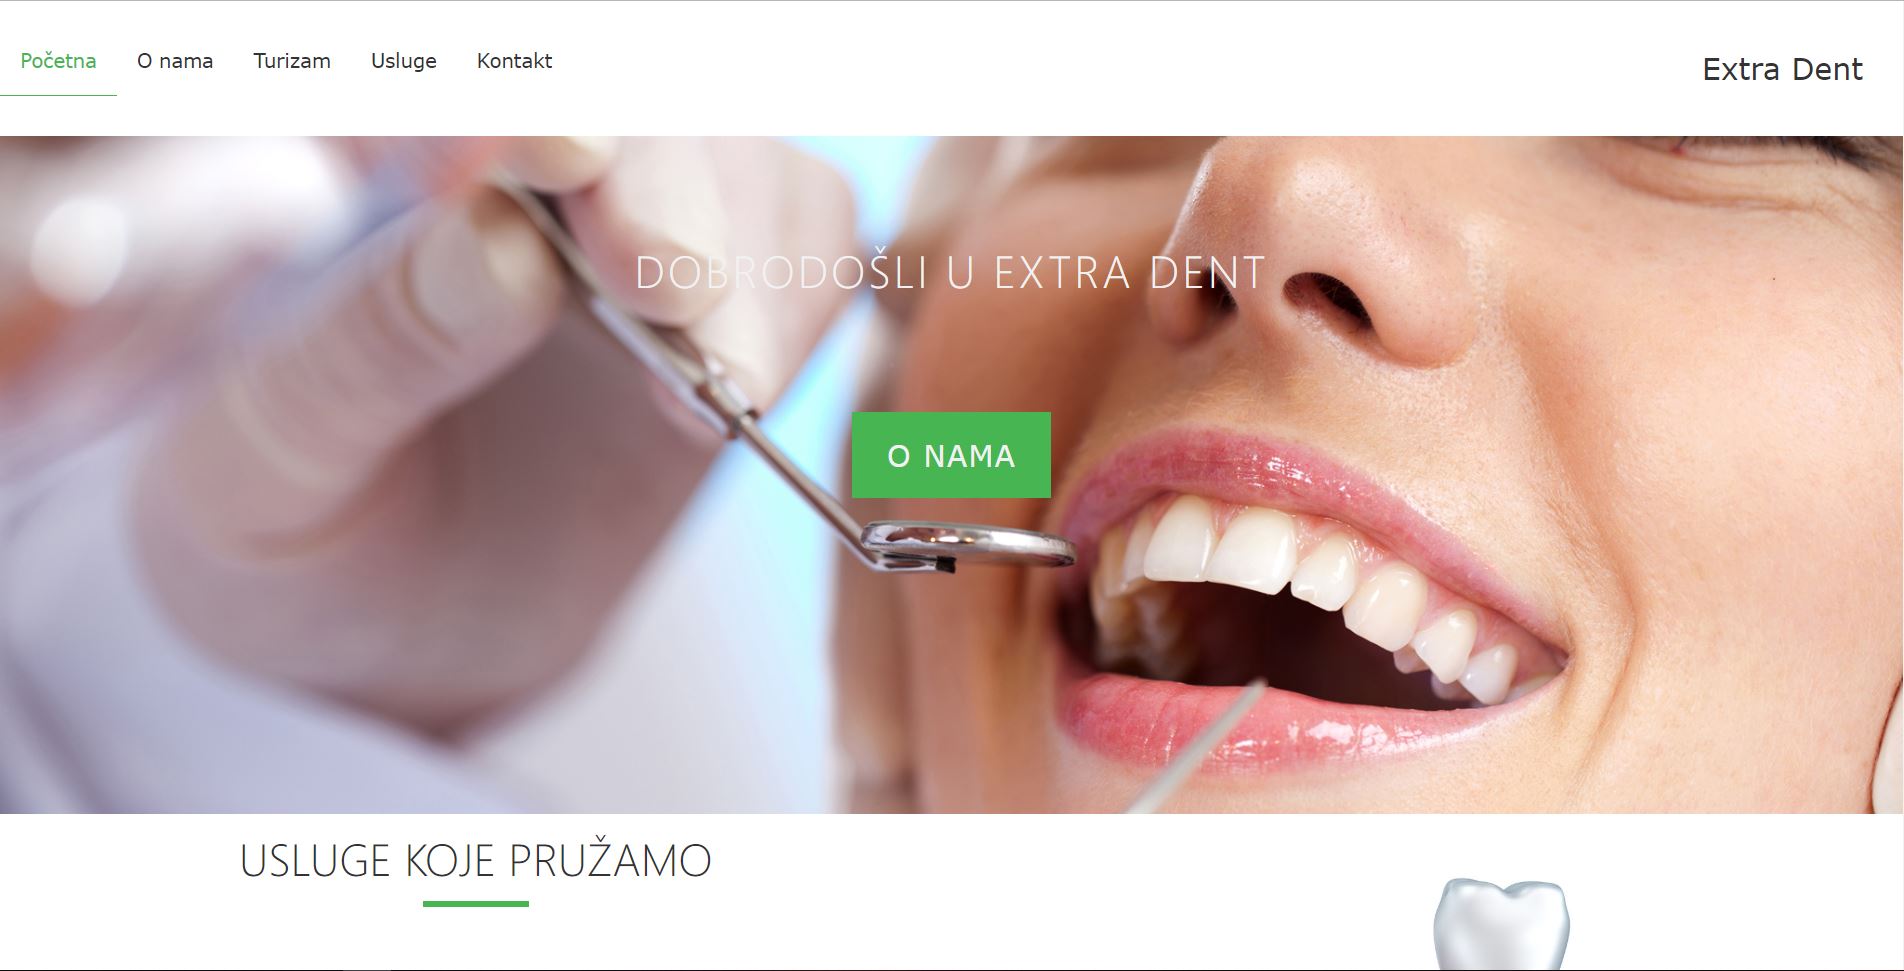 Početna O nama Turizam Usluge Kontakt
Extra Dent
DOBRODOŠLI U EXTRA DENT
O NAMA
USLUGE KOJE PRUŽAMO